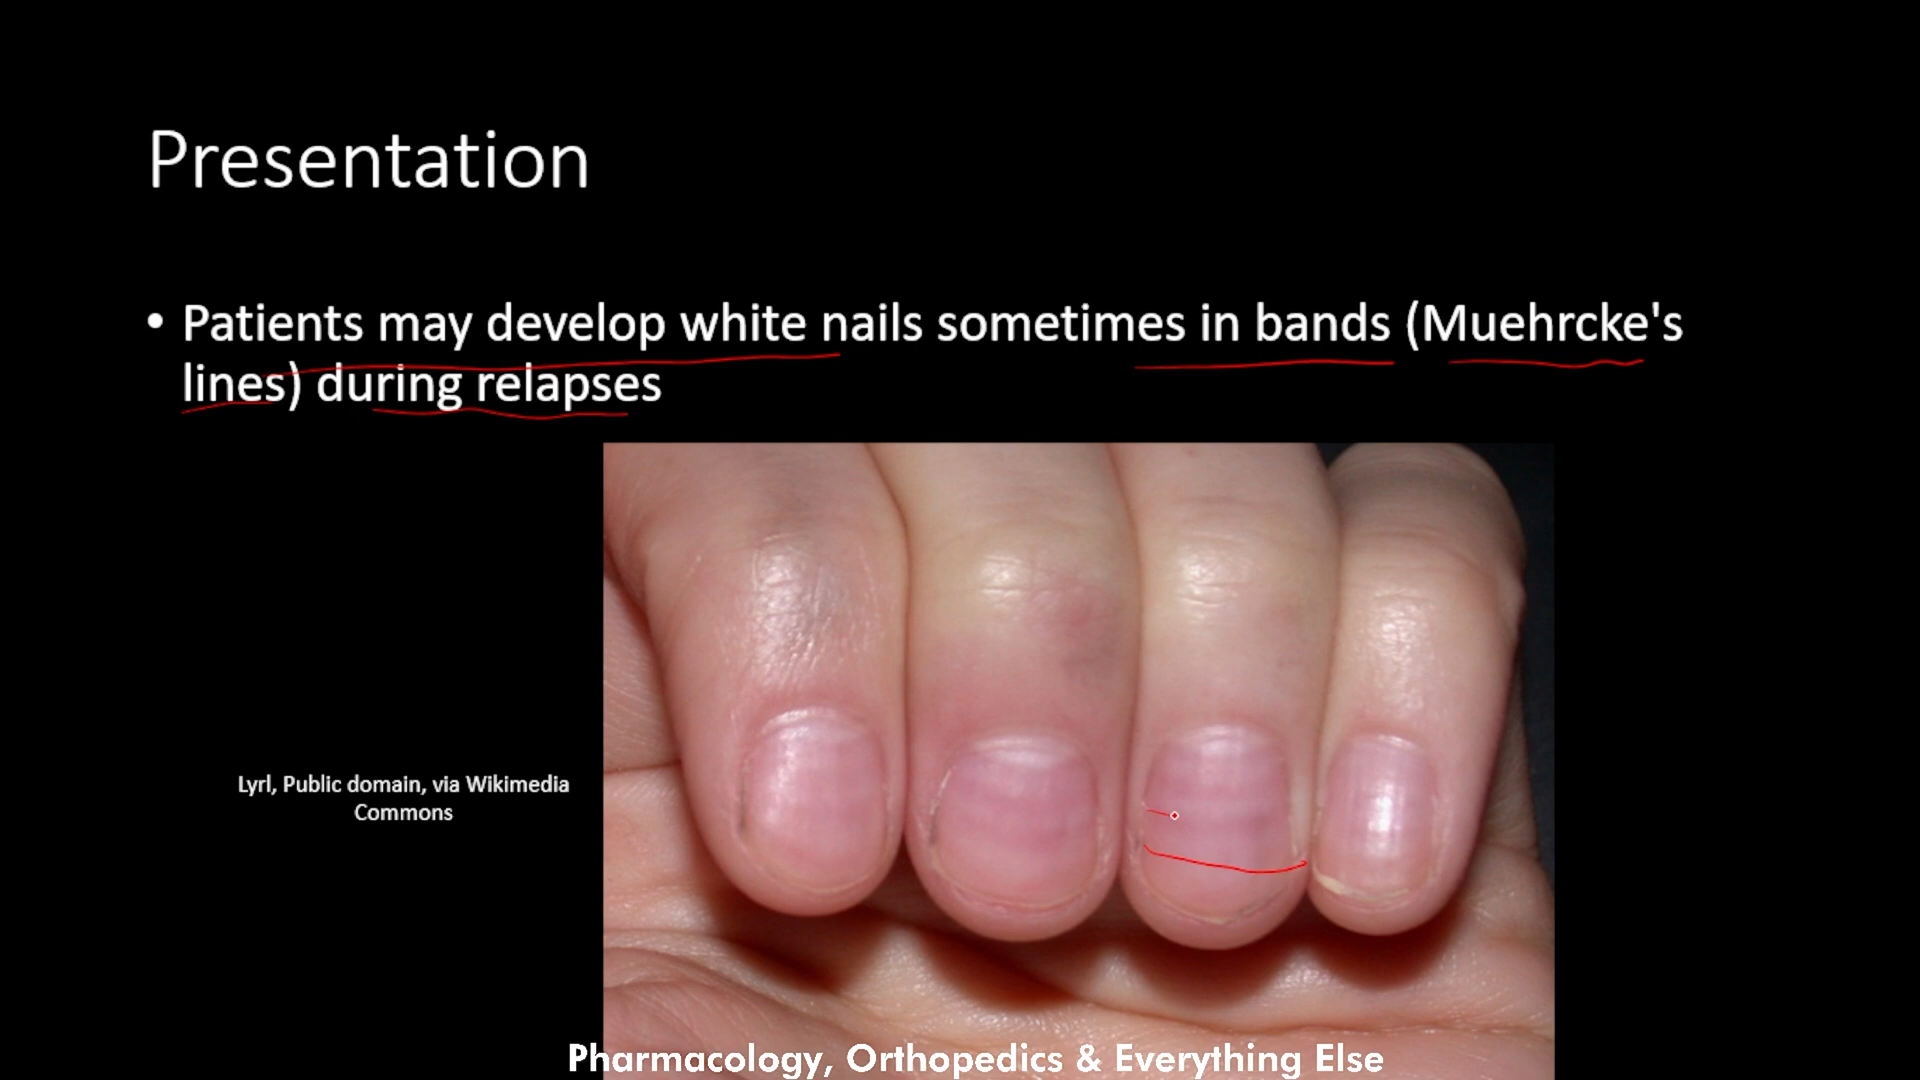 Presentation
• Patients may develop white nails sometimes in bands (Muehrcke's
lines) during relapses
Lyrl, Public domain, via Wikimedia
Commons
Pharmacology, Orthopedics & Everything Else